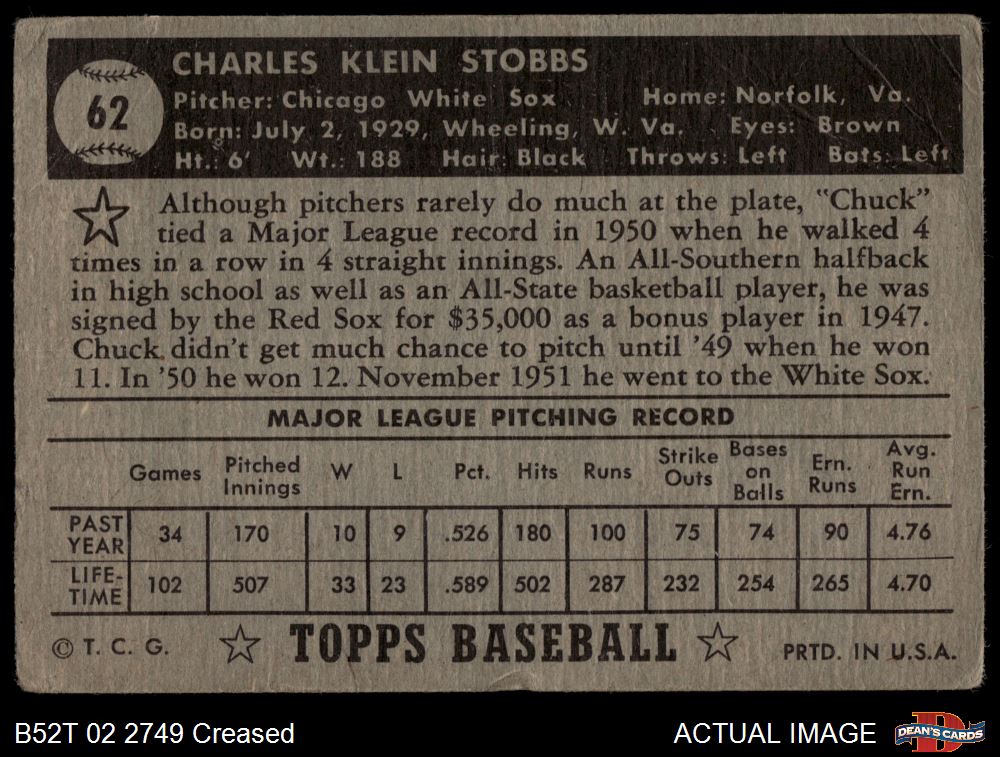 62
CHARLES KLEIN STOBBS
Pitcher: Chicago White Sox Home: Norfolk, Va.
Born: July 2, 1929, Wheeling, W. Va. Eyes: Brown
Ht.: 6' Wt.: 188 Hair: Black Throws: Left Bats: Left
Although pitchers rarely do much at the plate, "Chuck"
tied a Major League record in 1950 when he walked 4
times in a row in 4 straight innings. An All-Southern halfback
in high school as well as an All-State basketball player, he was
signed by the Red Sox for $35,000 as a bonus player in 1947.
Chuck didn't get much chance to pitch until '49 when he won
11. In '50 he won 12. November 1951 he went to the White Sox.
MAJOR LEAGUE PITCHING RECORD
Games Pitched Innings W L Pct. Hits Runs Strike Outs Bases on Balls Ern. Runs Avg. Run Ern.
PAST YEAR 34 170 10 9 .526 180 100 75 74 90 4.76
LIFE-TIME 102 507 33 23 .589 502 287 232 254 265 4.70
© T. C. G. TOPPS BASEBALL PRTD. IN U.S.A.
B52T 02 2749 Creased ACTUAL IMAGE D DEAN'S CARDS